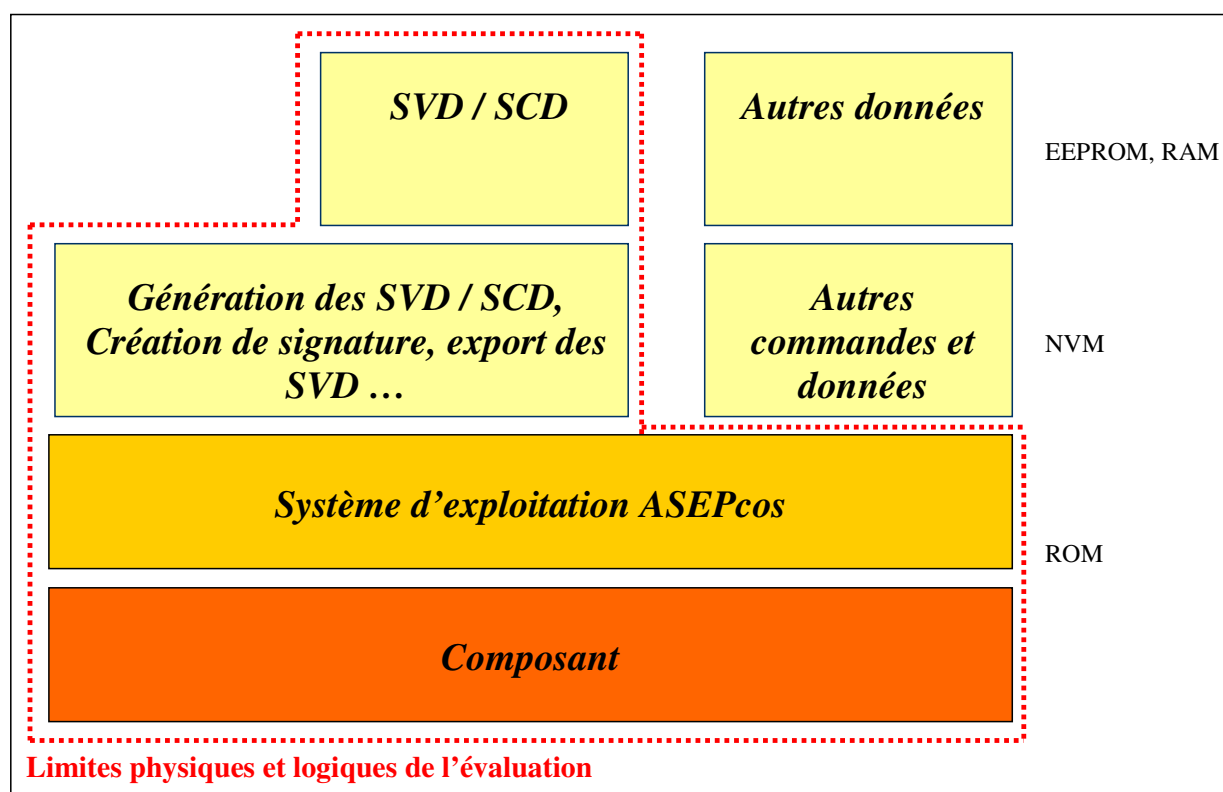 SVD / SCD
Autres données
EEPROM, RAM
Génération des SVD / SCD,
Création de signature, export des
SVD …
Autres
commandes et
données
NVM
Système d’exploitation ASEPcos
ROM
Composant
Limites physiques et logiques de l’évaluation